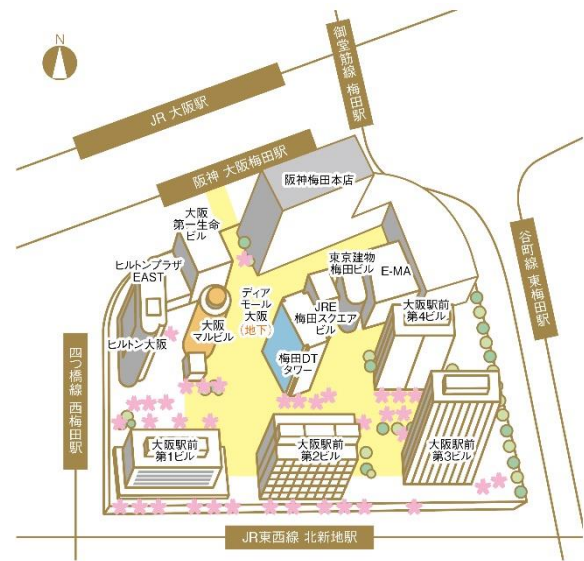 N
JR 大阪駅
御堂筋線 梅田駅
阪神 大阪梅田駅
阪神梅田本店
大阪
第一生命
ビル
谷町線 東梅田駅
ヒルトンプラザ
EAST
東京建物
梅田ビル
E-MA
ディア
モール
大阪
(地下)
JRE
梅田スクエア
ビル
大阪駅前
第4ビル
大阪
マルビル
ヒルトン大阪
梅田DT
タワー
四つ橋線 西梅田駅
大阪駅前
第1ビル
大阪駅前
第2ビル
大阪駅前
第3ビル
JR東西線 北新地駅